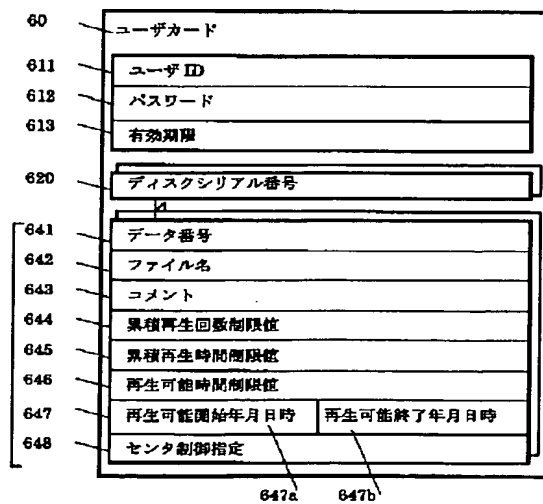 60 ユーザカード
611 ユーザID
612 パスワード
613 有効期限
620 ディスクシリアル番号
641 データ番号
642 ファイル名
643 コメント
644 累積再生回数制限値
645 累積再生時間制限値
646 再生可能時間制限値
647 再生可能開始年月日時 再生可能終了年月日時
648 センタ制御指定
647a 647b